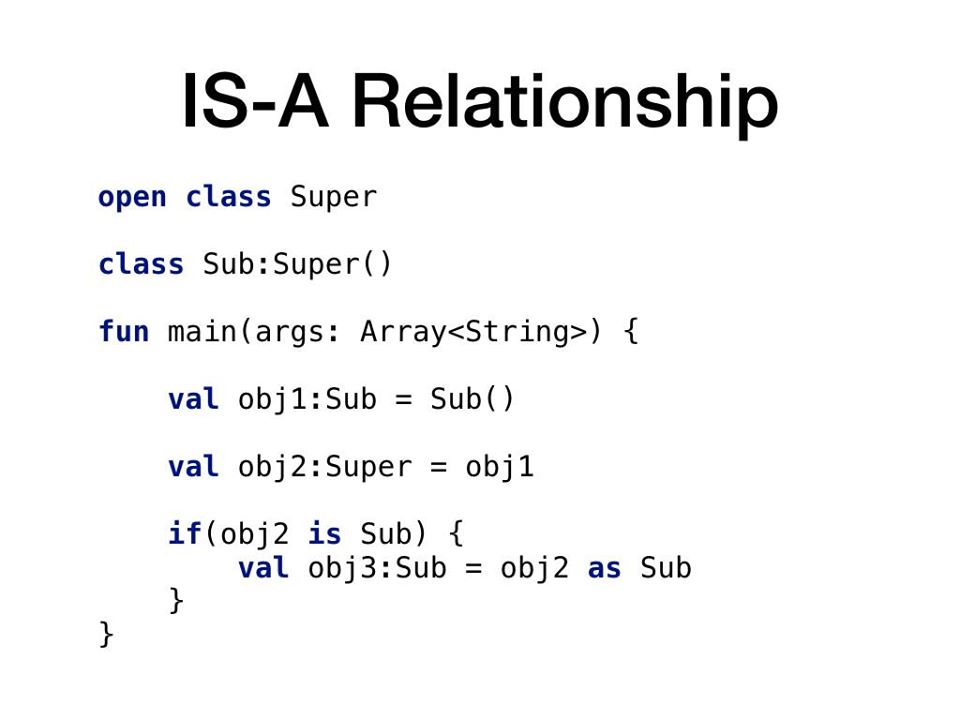 IS-A Relationship
open class Super
class Sub:Super()
fun main(args: Array<String>) {
val obj1:Sub = Sub()
val obj2:Super = obj1
if(obj2 is Sub) {
val obj3:Sub = obj2 as Sub
}
}